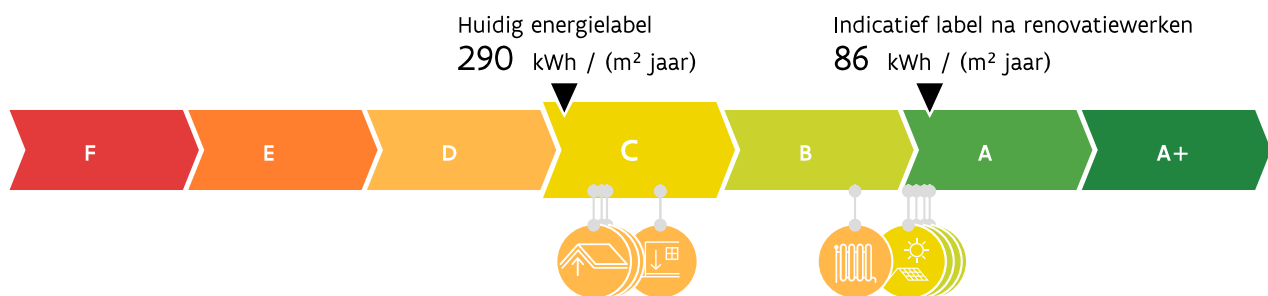 Huidig energielabel
290 kWh / (m² jaar)
Indicatief label na renovatiewerken
86 kWh / (m² jaar)
F E D C B A A+